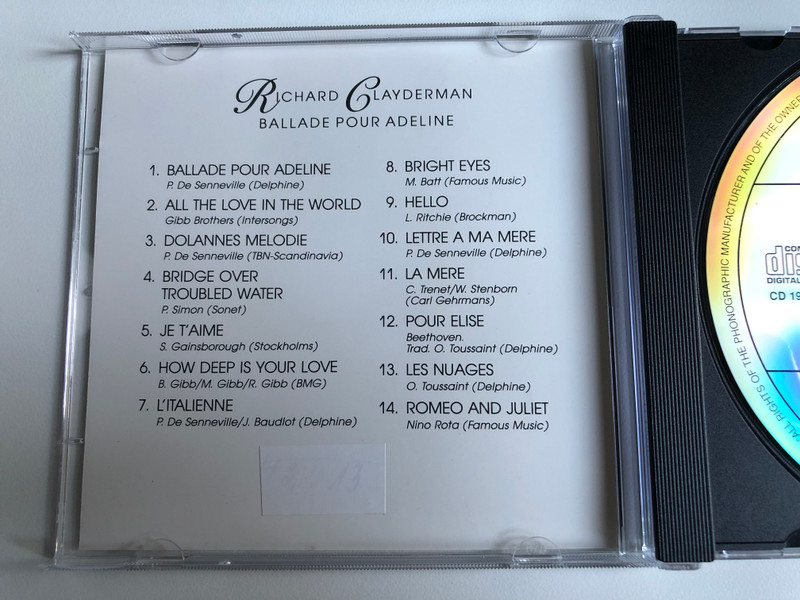 RICHARD CLAYDERMAN
BALLADE POUR ADELINE
1. BALLADE POUR ADELINE
P. De Senneville (Delphine)
2. ALL THE LOVE IN THE WORLD
Gibb Brothers (Intersongs)
3. DOLANNES MELODIE
P. De Senneville (TBN-Scandinavia)
4. BRIDGE OVER
TROUBLED WATER
P. Simon (Sonet)
5. JE T'AIME
S. Gainsborough (Stockholms)
6. HOW DEEP IS YOUR LOVE
B. Gibb/M. Gibb/R. Gibb (BMG)
7. L'ITALIENNE
P. De Senneville/J. Baudlot (Delphine)
8. BRIGHT EYES
M. Batt (Famous Music)
9. HELLO
L. Ritchie (Brockman)
10. LETTRE A MA MERE
P. De Senneville (Delphine)
11. LA MERE
C. Trenet/W. Stenborn
(Carl Gehrmans)
12. POUR ELISE
Beethoven.
Trad. O. Toussaint (Delphine)
13. LES NUAGES
O. Toussaint (Delphine)
14. ROMEO AND JULIET
Nino Rota (Famous Music)
ALL RIGHTS OF THE PHONOGRAPHIC MANUFACTURER AND OF THE OWNER
DIGITAL
CD 19